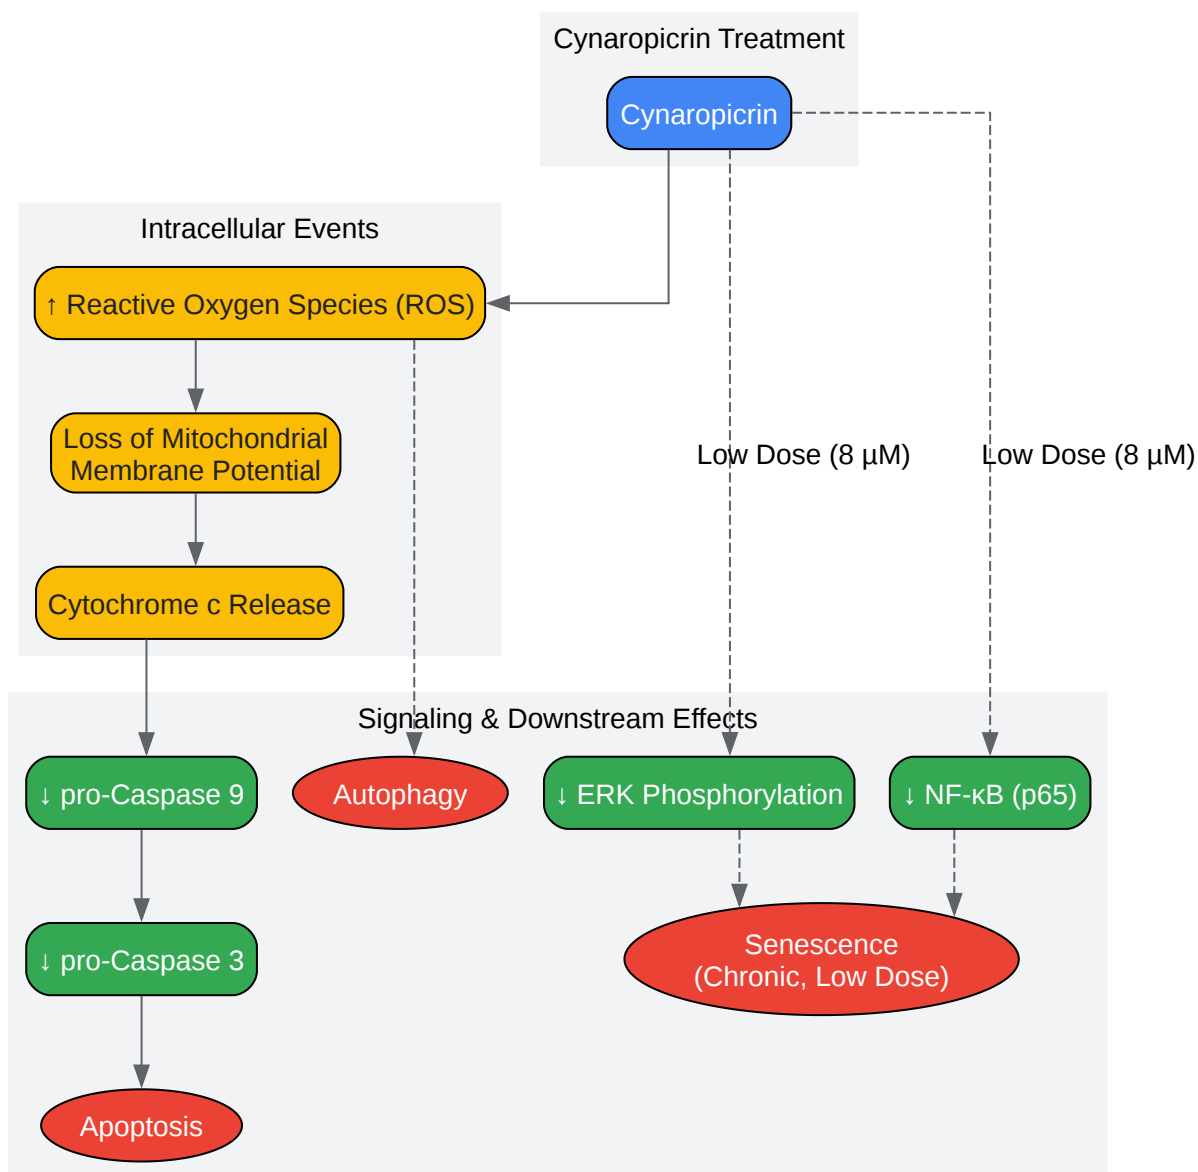 Cynaropicrin Treatment
Cynaropicrin
Intracellular Events
↑ Reactive Oxygen Species (ROS)
Loss of Mitochondrial
Membrane Potential
Low Dose (8 µM)
Low Dose (8 µM)
Cytochrome c Release
Signaling & Downstream Effects
↓ pro-Caspase 9
Autophagy
↓ ERK Phosphorylation
↓ NF-κB (p65)
↓ pro-Caspase 3
Senescence
(Chronic, Low Dose)
Apoptosis